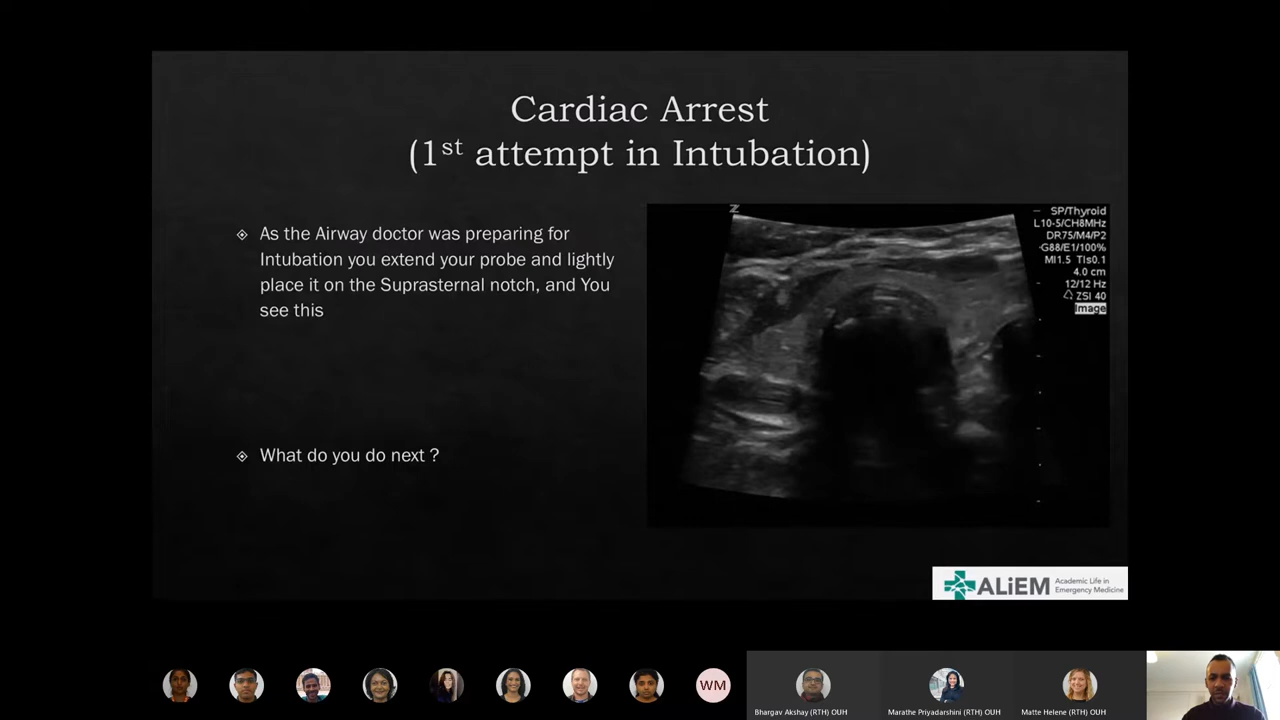 Cardiac Arrest
(1st attempt in Intubation)
As the Airway doctor was preparing for
Intubation you extend your probe and lightly
place it on the Suprasternal notch, and You
see this
What do you do next ?
Z
SP/Thyroid
L10-5/CH8MHz
DR75/M4/P2
G88/E1/100%
MI1.5 TIs0.1
4.0 cm
12/12 Hz
ZSI 40
Image
ALiEM
Academic Life in
Emergency Medicine
WM
Bhargav Akshay (RTH) OUH
Marathe Priyadarshini (RTH) OUH
Matte Helene (RTH) OUH